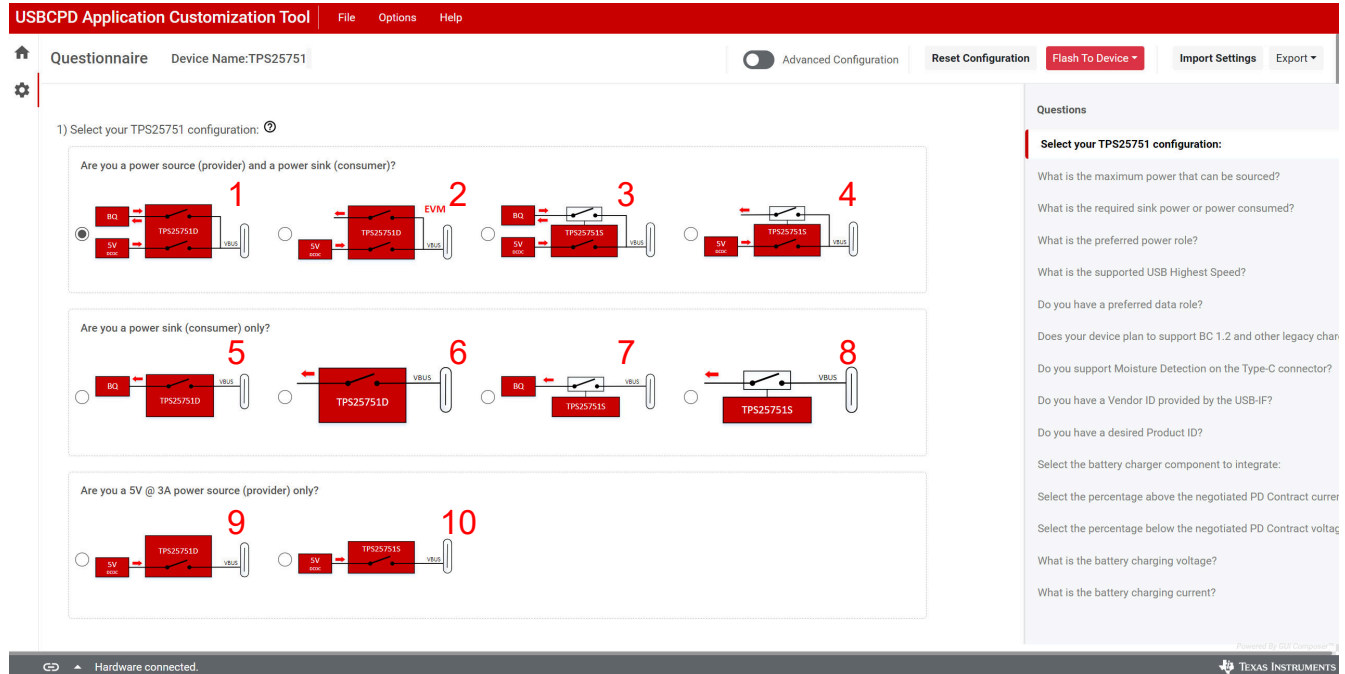 USBCPD Application Customization Tool File Options Help
Questionnaire Device Name:TPS25751 Advanced Configuration Reset Configuration Flash To Device Import Settings Export
1) Select your TPS25751 configuration:
Are you a power source (provider) and a power sink (consumer)?
1 2 3 4
BQ TPS25751D 5V DCDC VBUS
EVM TPS25751D 5V DCDC VBUS
BQ TPS25751S 5V DCDC VBUS
TPS25751S 5V DCDC VBUS
Are you a power sink (consumer) only?
5 6 7 8
BQ TPS25751D VBUS
TPS25751D VBUS
BQ TPS25751S VBUS
TPS25751S VBUS
Are you a 5V @ 3A power source (provider) only?
9 10
TPS25751D 5V DCDC VBUS
TPS25751S 5V DCDC VBUS
Questions
Select your TPS25751 configuration:
What is the maximum power that can be sourced?
What is the required sink power or power consumed?
What is the preferred power role?
What is the supported USB Highest Speed?
Do you have a preferred data role?
Does your device plan to support BC 1.2 and other legacy char
Do you support Moisture Detection on the Type-C connector?
Do you have a Vendor ID provided by the USB-IF?
Do you have a desired Product ID?
Select the battery charger component to integrate:
Select the percentage above the negotiated PD Contract curre
Select the percentage below the negotiated PD Contract voltag
What is the battery charging voltage?
What is the battery charging current?
Powered By GUI Composer™
Hardware connected.
TEXAS INSTRUMENTS